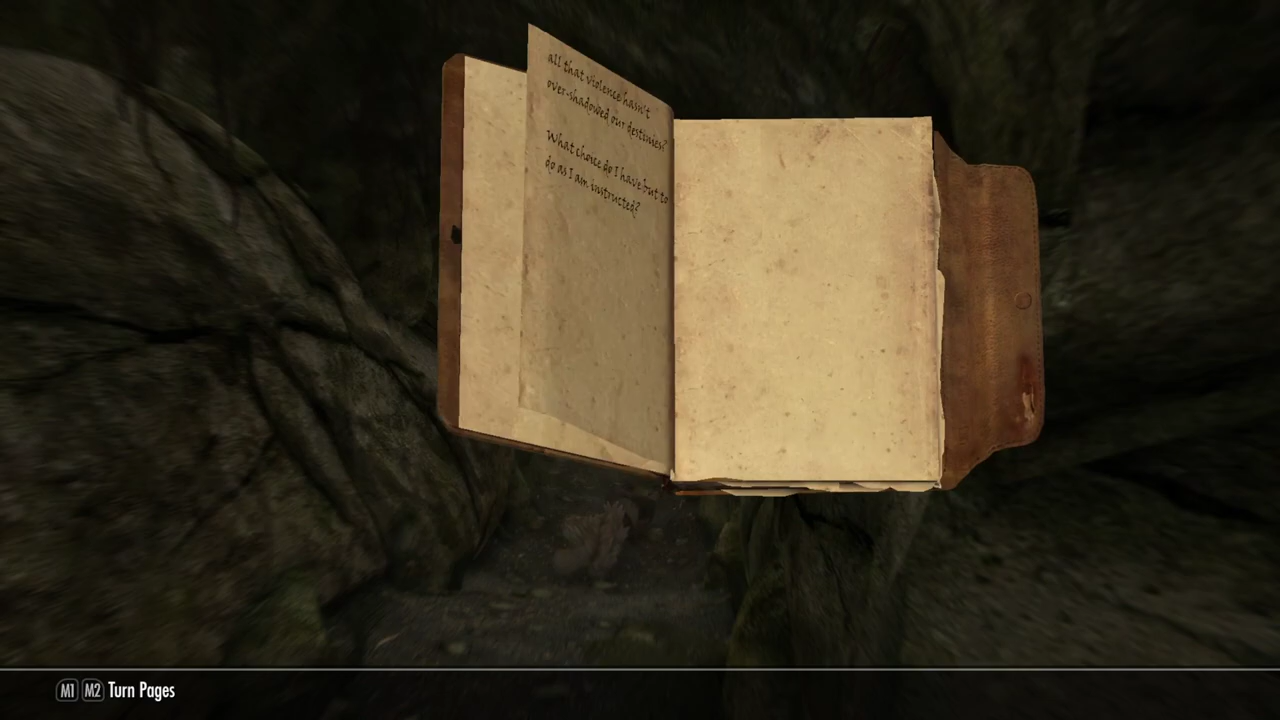 all that violence hasn't
over-shadowed our destinies?
What choice do I have but to
do as I am instructed?
M1 M2 Turn Pages